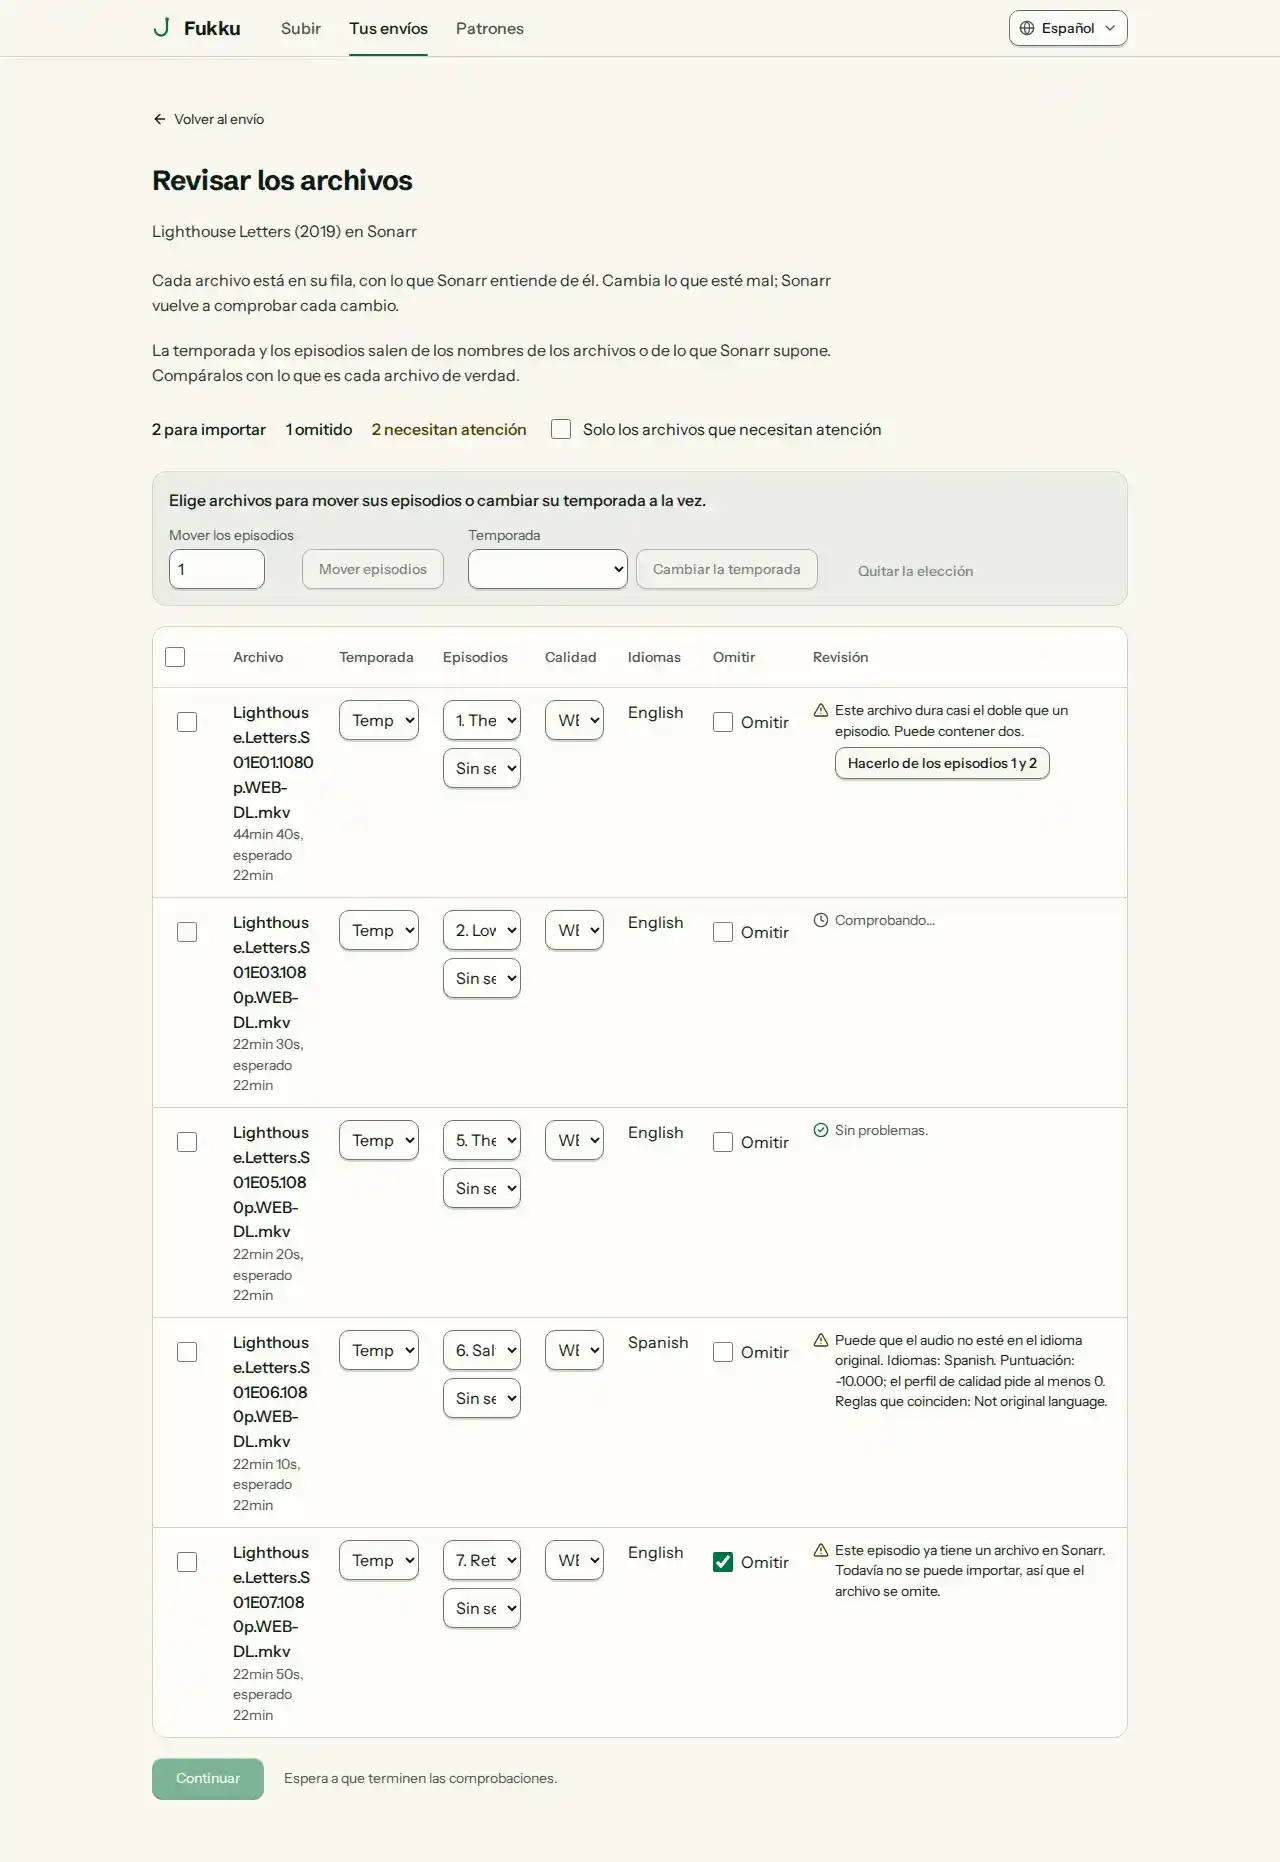 Fukku
Subir
Tus envíos
Patrones
Español
Volver al envío
Revisar los archivos
Lighthouse Letters (2019) en Sonarr
Cada archivo está en su fila, con lo que Sonarr entiende de él. Cambia lo que esté mal; Sonarr
vuelve a comprobar cada cambio.
La temporada y los episodios salen de los nombres de los archivos o de lo que Sonarr supone.
Compáralos con lo que es cada archivo de verdad.
2 para importar
1 omitido
2 necesitan atención
Solo los archivos que necesitan atención
Elige archivos para mover sus episodios o cambiar su temporada a la vez.
Mover los episodios
Temporada
1
Mover episodios
Cambiar la temporada
Quitar la elección
Archivo
Temporada
Episodios
Calidad
Idiomas
Omitir
Revisión
Lighthous
e.Letters.S
01E01.1080
p.WEB-
DL.mkv
44min 40s,
esperado
22min
Temp
1. The
Sin se
WE
English
Omitir
Este archivo dura casi el doble que un
episodio. Puede contener dos.
Hacerlo de los episodios 1 y 2
Lighthous
e.Letters.S
01E03.108
0p.WEB-
DL.mkv
22min 30s,
esperado
22min
Temp
2. Low
Sin se
WE
English
Omitir
Comprobando…
Lighthous
e.Letters.S
01E05.108
0p.WEB-
DL.mkv
22min 20s,
esperado
22min
Temp
5. The
Sin se
WE
English
Omitir
Sin problemas.
Lighthous
e.Letters.S
01E06.108
0p.WEB-
DL.mkv
22min 10s,
esperado
22min
Temp
6. Sal
Sin se
WE
Spanish
Omitir
Puede que el audio no esté en el idioma
original. Idiomas: Spanish. Puntuación:
-10.000; el perfil de calidad pide al menos 0.
Reglas que coinciden: Not original language.
Lighthous
e.Letters.S
01E07.108
0p.WEB-
DL.mkv
22min 50s,
esperado
22min
Temp
7. Ret
Sin se
WE
English
Omitir
Este episodio ya tiene un archivo en Sonarr.
Todavía no se puede importar, así que el
archivo se omite.
Continuar
Espera a que terminen las comprobaciones.